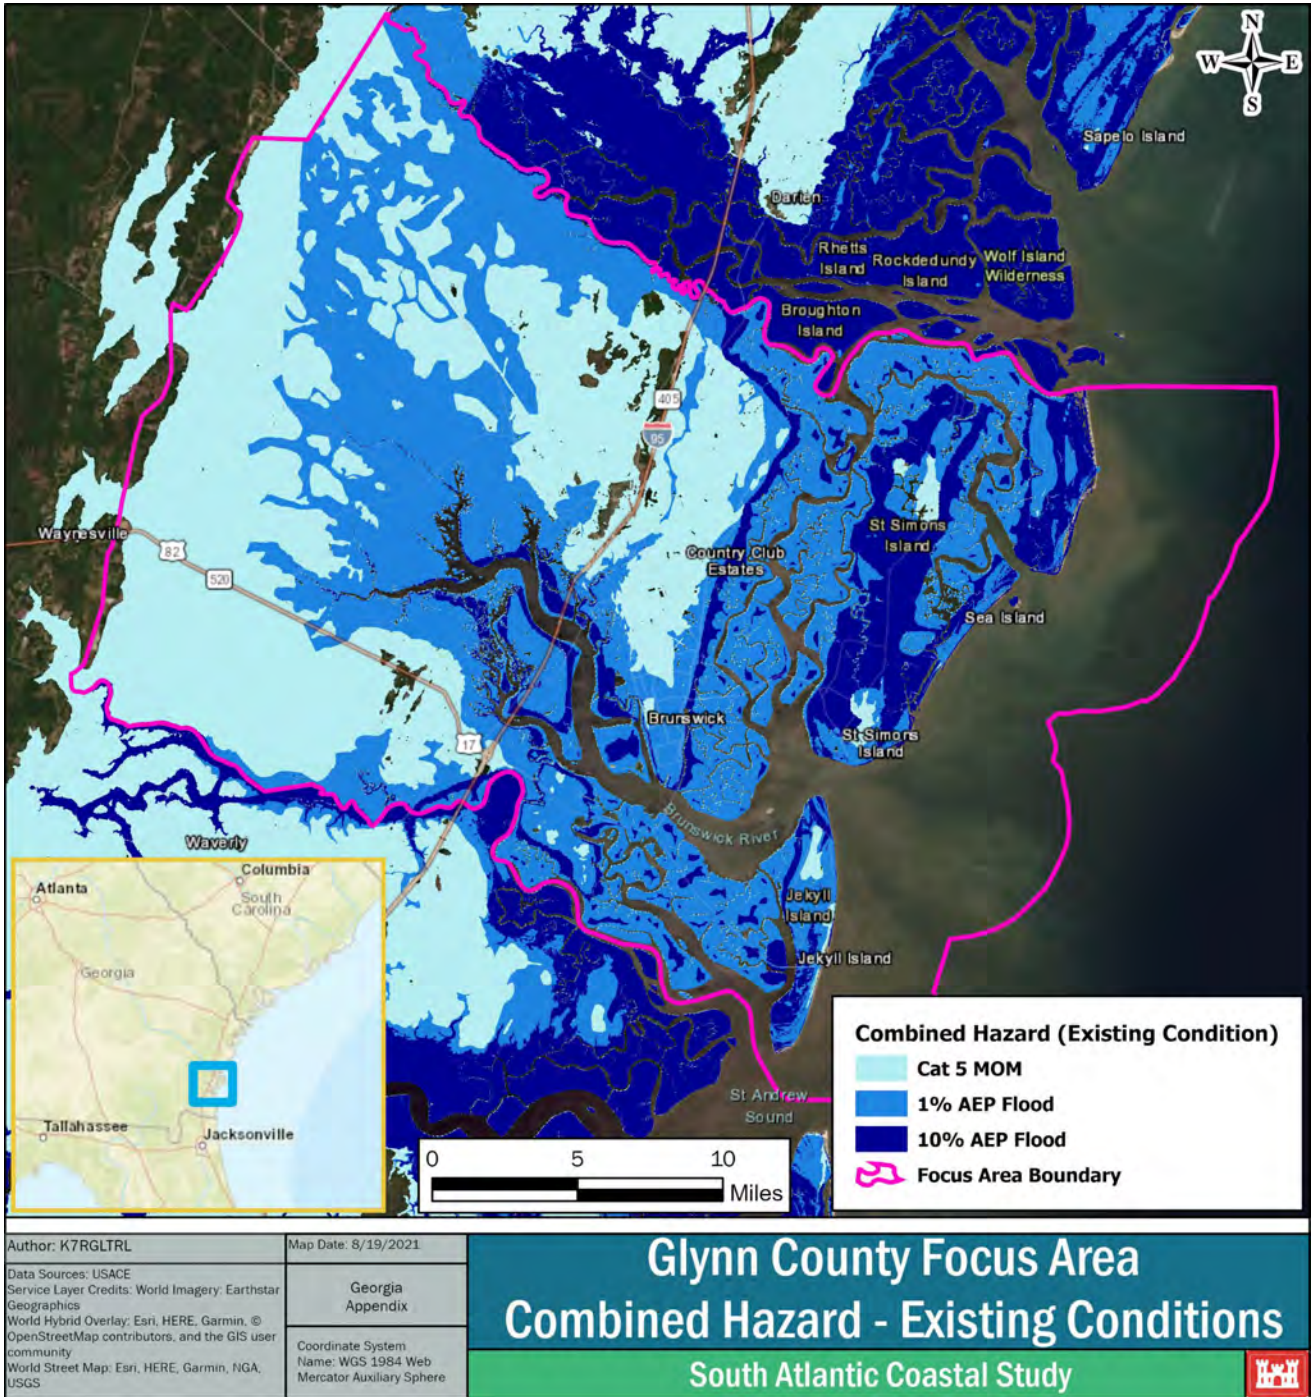 N
W E
S
Sapelo Island
Darien
Rhetts
Island
Rockdedundy
Island
Wolf Island
Wilderness
Broughton
Island
405
95
Waynesville
82
520
Country Club
Estates
St Simons
Island
Sea Island
Brunswick
17
St Simons
Island
Waverly
Brunswick River
Jekyll
Island
Jekyll Island
St Andrew
Sound
Columbia
Atlanta
South
Carolina
Georgia
Tallahassee
Jacksonville
0 5 10
Miles
Combined Hazard (Existing Condition)
Cat 5 MOM
1% AEP Flood
10% AEP Flood
Focus Area Boundary
Author: K7RGLTRL
Map Date: 8/19/2021
Data Sources: USACE
Service Layer Credits: World Imagery: Earthstar
Geographics
World Hybrid Overlay: Esri, HERE, Garmin, ©
OpenStreetMap contributors, and the GIS user
community
World Street Map: Esri, HERE, Garmin, NGA,
USGS
Georgia
Appendix
Coordinate System
Name: WGS 1984 Web
Mercator Auxiliary Sphere
Glynn County Focus Area
Combined Hazard - Existing Conditions
South Atlantic Coastal Study